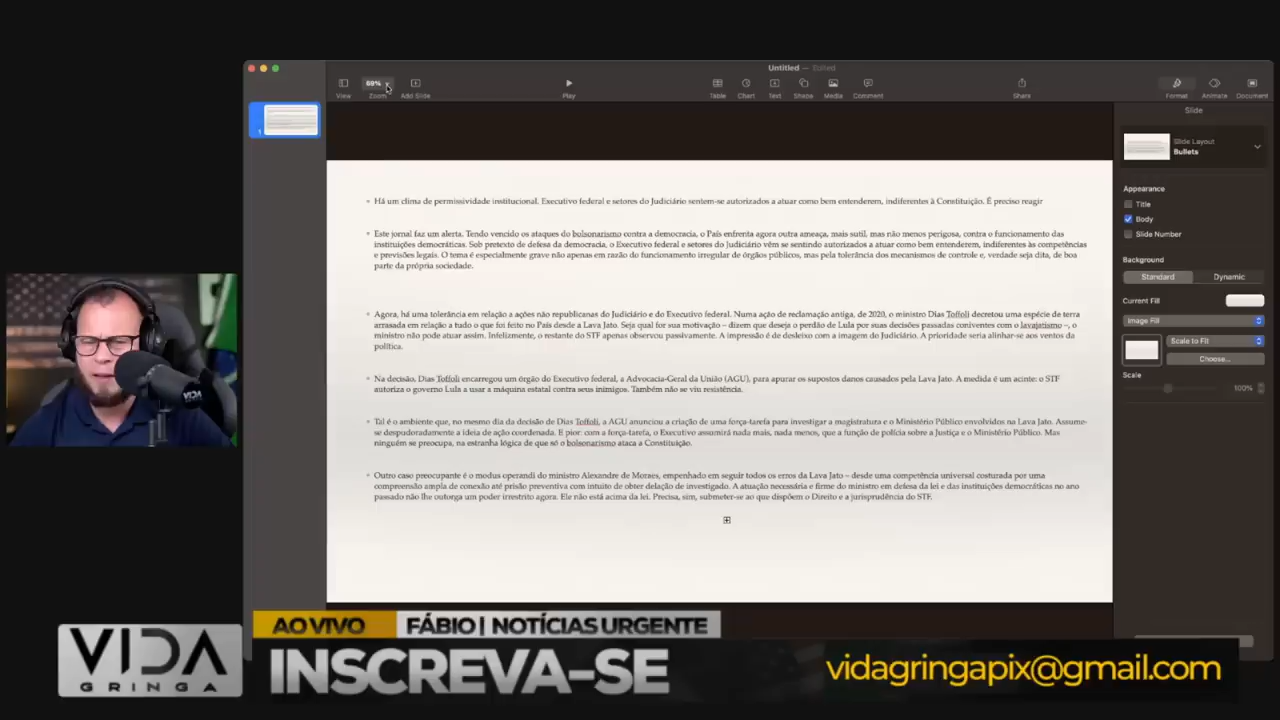 Untitled — Edited
69%
View
Zoom
Add Slide
Play
Table
Chart
Text
Shape
Media
Comment
Share
Format
Animate
Document
1
Slide
Slide Layout
Bullets
Appearance
Title
Body
Slide Number
Background
Standard
Dynamic
Current Fill
Image Fill
Scale to Fill
Choose...
Scale
100%
Há um clima de permissividade institucional. Executivo federal e setores do Judiciário sentem-se autorizados a atuar como bem entenderem, indiferentes à Constituição. É preciso reagir
Este jornal faz um alerta. Tendo vencido os ataques do bolsonarismo contra a democracia, o País enfrenta agora outra ameaça, mais sutil, mas não menos perigosa, contra o funcionamento das
instituições democráticas. Sob pretexto de defesa da democracia, o Executivo federal e setores do Judiciário vêm se sentindo autorizados a atuar como bem entenderem, indiferentes às competências
e previsões legais. O tema é especialmente grave não apenas em razão do funcionamento irregular de órgãos públicos, mas pela tolerância dos mecanismos de controle e, verdade seja dita, de boa
parte da própria sociedade.
Agora, há uma tolerância em relação a ações não republicanas do Judiciário e do Executivo federal. Numa ação de reclamação antiga, de 2020, o ministro Dias Toffoli decretou uma espécie de terra
arrasada em relação a tudo o que foi feito no País desde a Lava Jato. Seja qual for sua motivação – dizem que deseja o perdão de Lula por suas decisões passadas coniventes com o lavajatismo –, o
ministro não pode atuar assim. Infelizmente, o restante do STF apenas observou passivamente. A impressão é de desleixo com a imagem do Judiciário. A prioridade seria alinhar-se aos ventos da
política.
Na decisão, Dias Toffoli encarregou um órgão do Executivo federal, a Advocacia-Geral da União (AGU), para apurar os supostos danos causados pela Lava Jato. A medida é um acinte: o STF
autoriza o governo Lula a usar a máquina estatal contra seus inimigos. Também não se viu resistência.
Tal é o ambiente que, no mesmo dia da decisão de Dias Toffoli, a AGU anunciou a criação de uma força-tarefa para investigar a magistratura e o Ministério Público envolvidos na Lava Jato. Assume-
se despudoradamente a ideia de ação coordenada. E pior: com a força-tarefa, o Executivo assumirá nada mais, nada menos, que a função de polícia sobre a Justiça e o Ministério Público. Mas
ninguém se preocupa, na estranha lógica de que só o bolsonarismo ataca a Constituição.
Outro caso preocupante é o modus operandi do ministro Alexandre de Moraes, empenhado em seguir todos os erros da Lava Jato – desde uma competência universal costurada por uma
compreensão ampla de conexão até prisão preventiva com intuito de obter delação de investigado. A atuação necessária e firme do ministro em defesa da lei e das instituições democráticas no ano
passado não lhe outorga um poder irrestrito agora. Ele não está acima da lei. Precisa, sim, submeter-se ao que dispõem o Direito e a jurisprudência do STF.
VIDA
AO VIVO
FÁBIO | NOTÍCIAS URGENTE
VIDA
GRINGA
INSCREVA-SE
vidagringapix@gmail.com